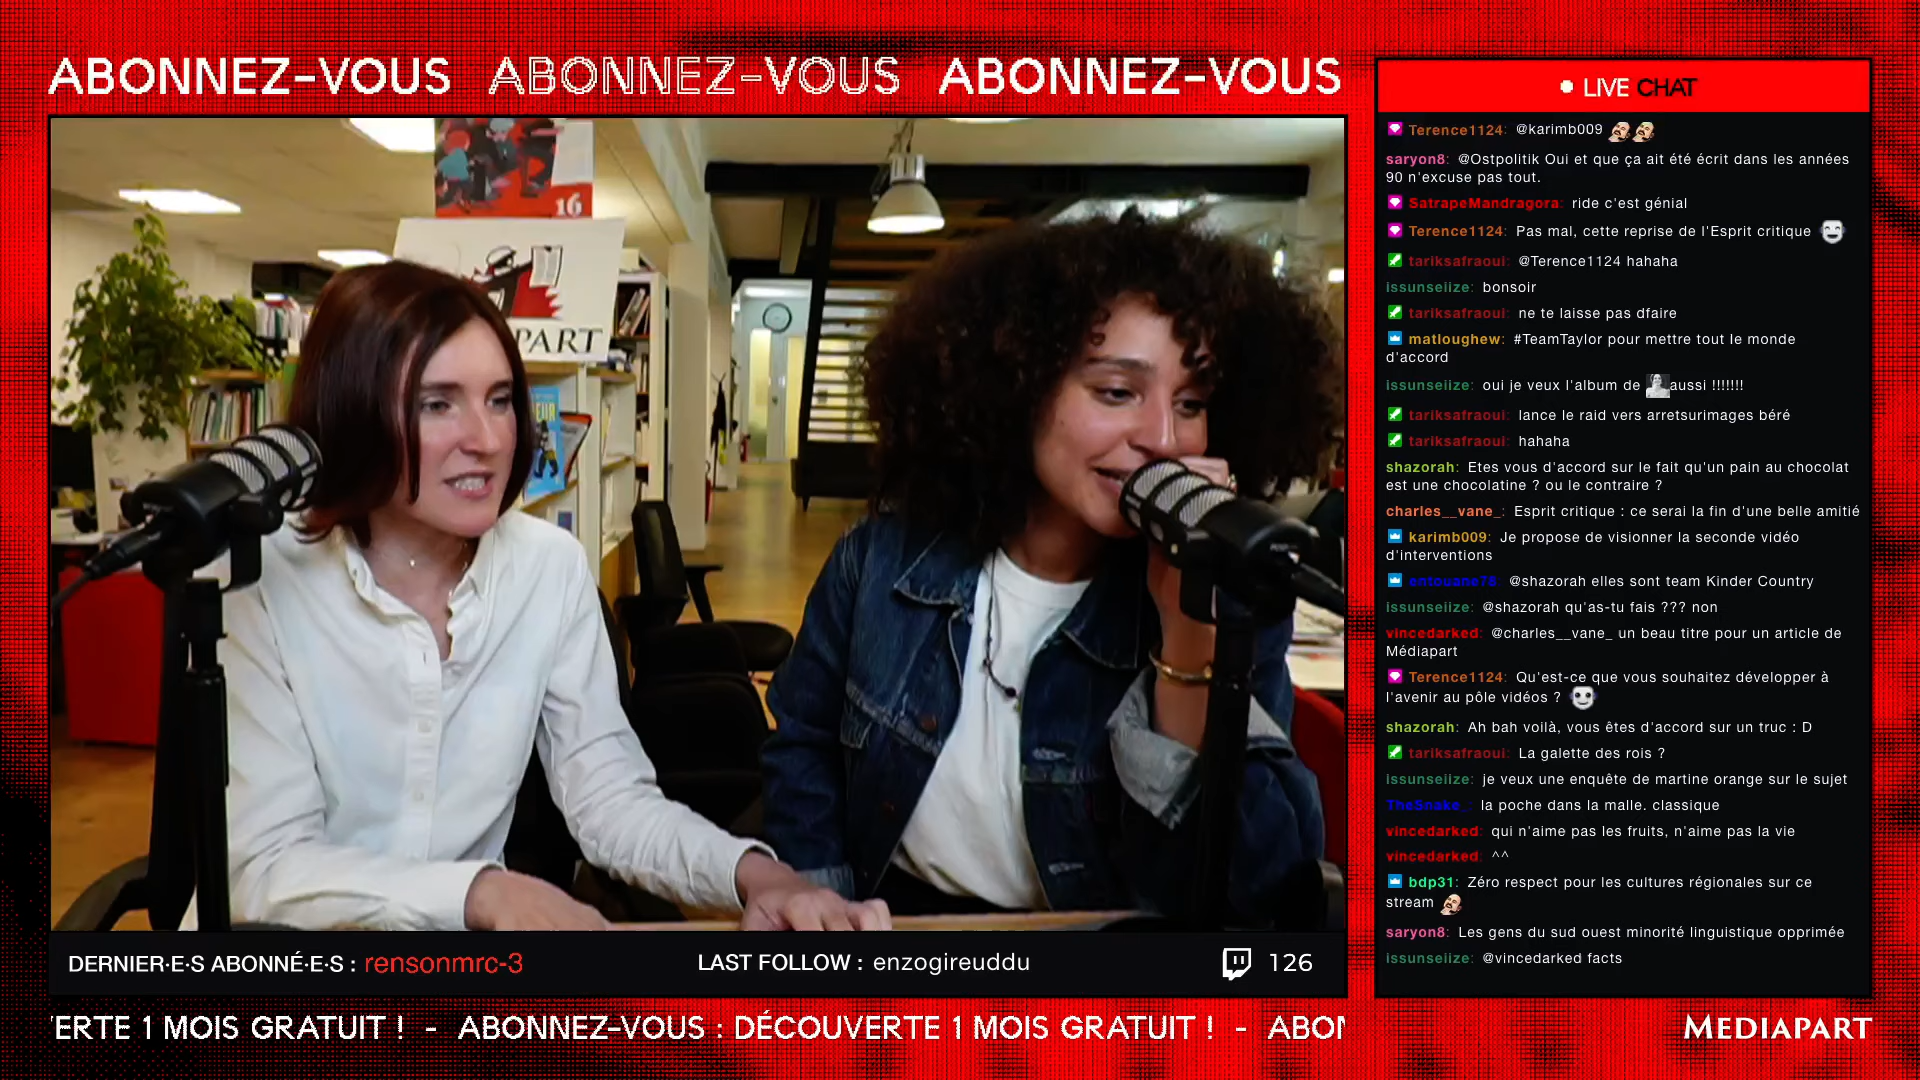 ABONNEZ-VOUS ABONNEZ-VOUS ABONNEZ-VOUS
16
PART
DERNIER·E·S ABONNÉ·E·S : rensonmrc-3
LAST FOLLOW : enzogireuddu
126
ERTE 1 MOIS GRATUIT ! - ABONNEZ-VOUS : DÉCOUVERTE 1 MOIS GRATUIT ! - ABON
LIVE CHAT
Terence1124: @karimb009
saryon8: @Ostpolitik Oui et que ça ait été écrit dans les années
90 n'excuse pas tout.
SatrapeMandragora: ride c'est génial
Terence1124: Pas mal, cette reprise de l'Esprit critique
tariksafraoui: @Terence1124 hahaha
issunseiize: bonsoir
tariksafraoui: ne te laisse pas dfaire
matloughew: #TeamTaylor pour mettre tout le monde
d'accord
issunseiize: oui je veux l'album de aussi !!!!!!!
tariksafraoui: lance le raid vers arretsurimages béré
tariksafraoui: hahaha
shazorah: Etes vous d'accord sur le fait qu'un pain au chocolat
est une chocolatine ? ou le contraire ?
charles__vane_: Esprit critique : ce serai la fin d'une belle amitié
karimb009: Je propose de visionner la seconde vidéo
d'interventions
entouane78: @shazorah elles sont team Kinder Country
issunseiize: @shazorah qu'as-tu fais ??? non
vincedarked: @charles__vane_ un beau titre pour un article de
Médiapart
Terence1124: Qu'est-ce que vous souhaitez développer à
l'avenir au pôle vidéos ?
shazorah: Ah bah voilà, vous êtes d'accord sur un truc : D
tariksafraoui: La galette des rois ?
issunseiize: je veux une enquête de martine orange sur le sujet
TheSnake_: la poche dans la malle. classique
vincedarked: qui n'aime pas les fruits, n'aime pas la vie
vincedarked: ^^
bdp31: Zéro respect pour les cultures régionales sur ce
stream
saryon8: Les gens du sud ouest minorité linguistique opprimée
issunseiize: @vincedarked facts
MEDIAPART